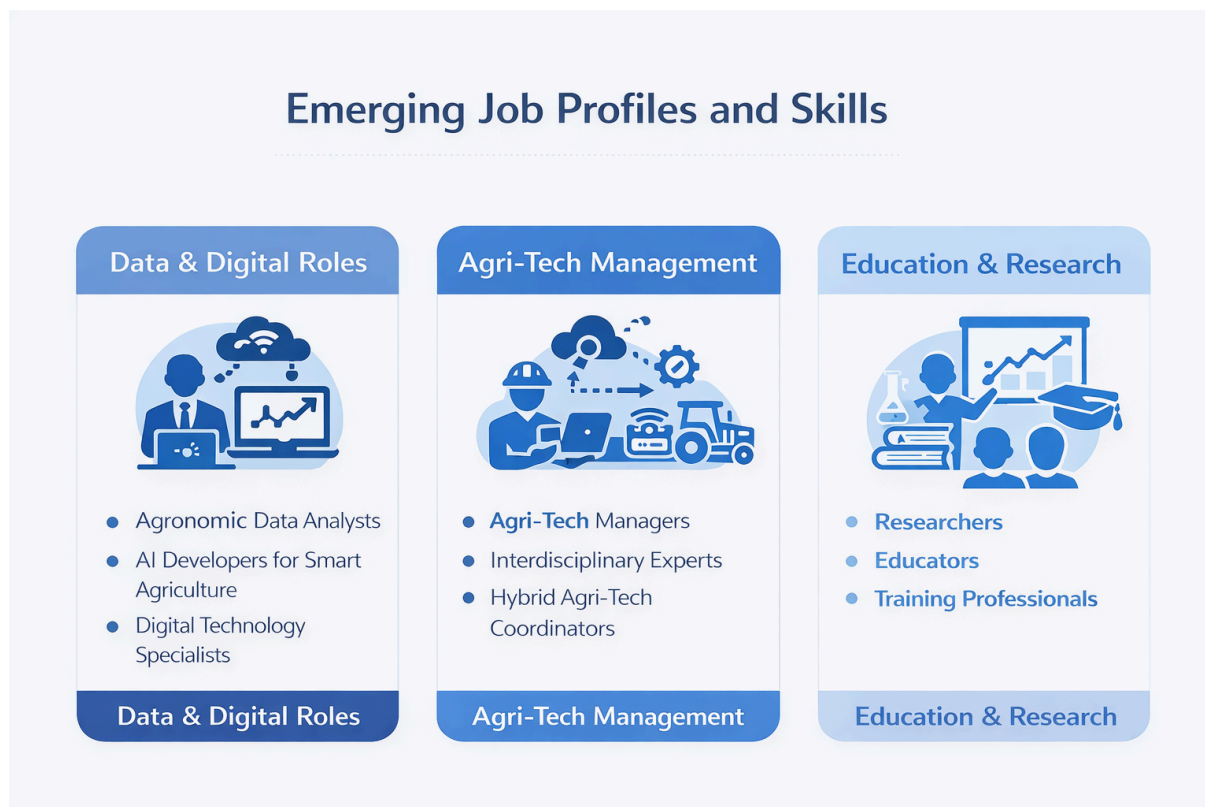 Emerging Job Profiles and Skills
Data & Digital Roles
• Agronomic Data Analysts
• AI Developers for Smart
Agriculture
• Digital Technology
Specialists
Data & Digital Roles
Agri-Tech Management
• Agri-Tech Managers
• Interdisciplinary Experts
• Hybrid Agri-Tech
Coordinators
Agri-Tech Management
Education & Research
• Researchers
• Educators
• Training Professionals
Education & Research